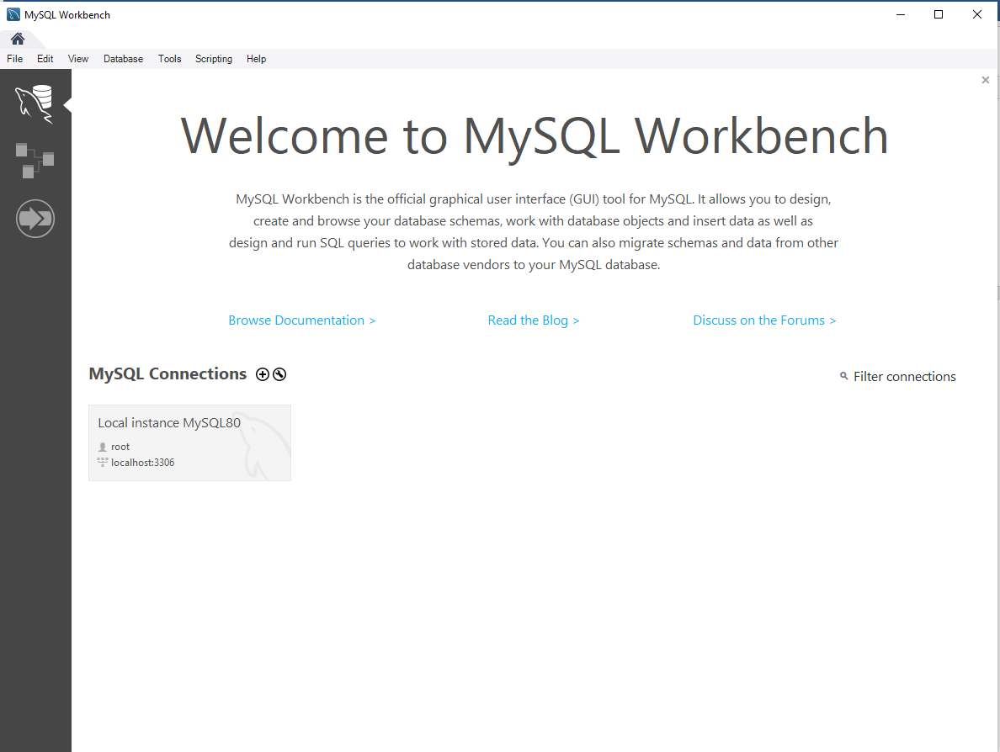 MySQL Workbench
File Edit View Database Tools Scripting Help
Welcome to MySQL Workbench
MySQL Workbench is the official graphical user interface (GUI) tool for MySQL. It allows you to design,
create and browse your database schemas, work with database objects and insert data as well as
design and run SQL queries to work with stored data. You can also migrate schemas and data from other
database vendors to your MySQL database.
Browse Documentation > Read the Blog > Discuss on the Forums >
MySQL Connections Filter connections
Local instance MySQL80
root
localhost:3306